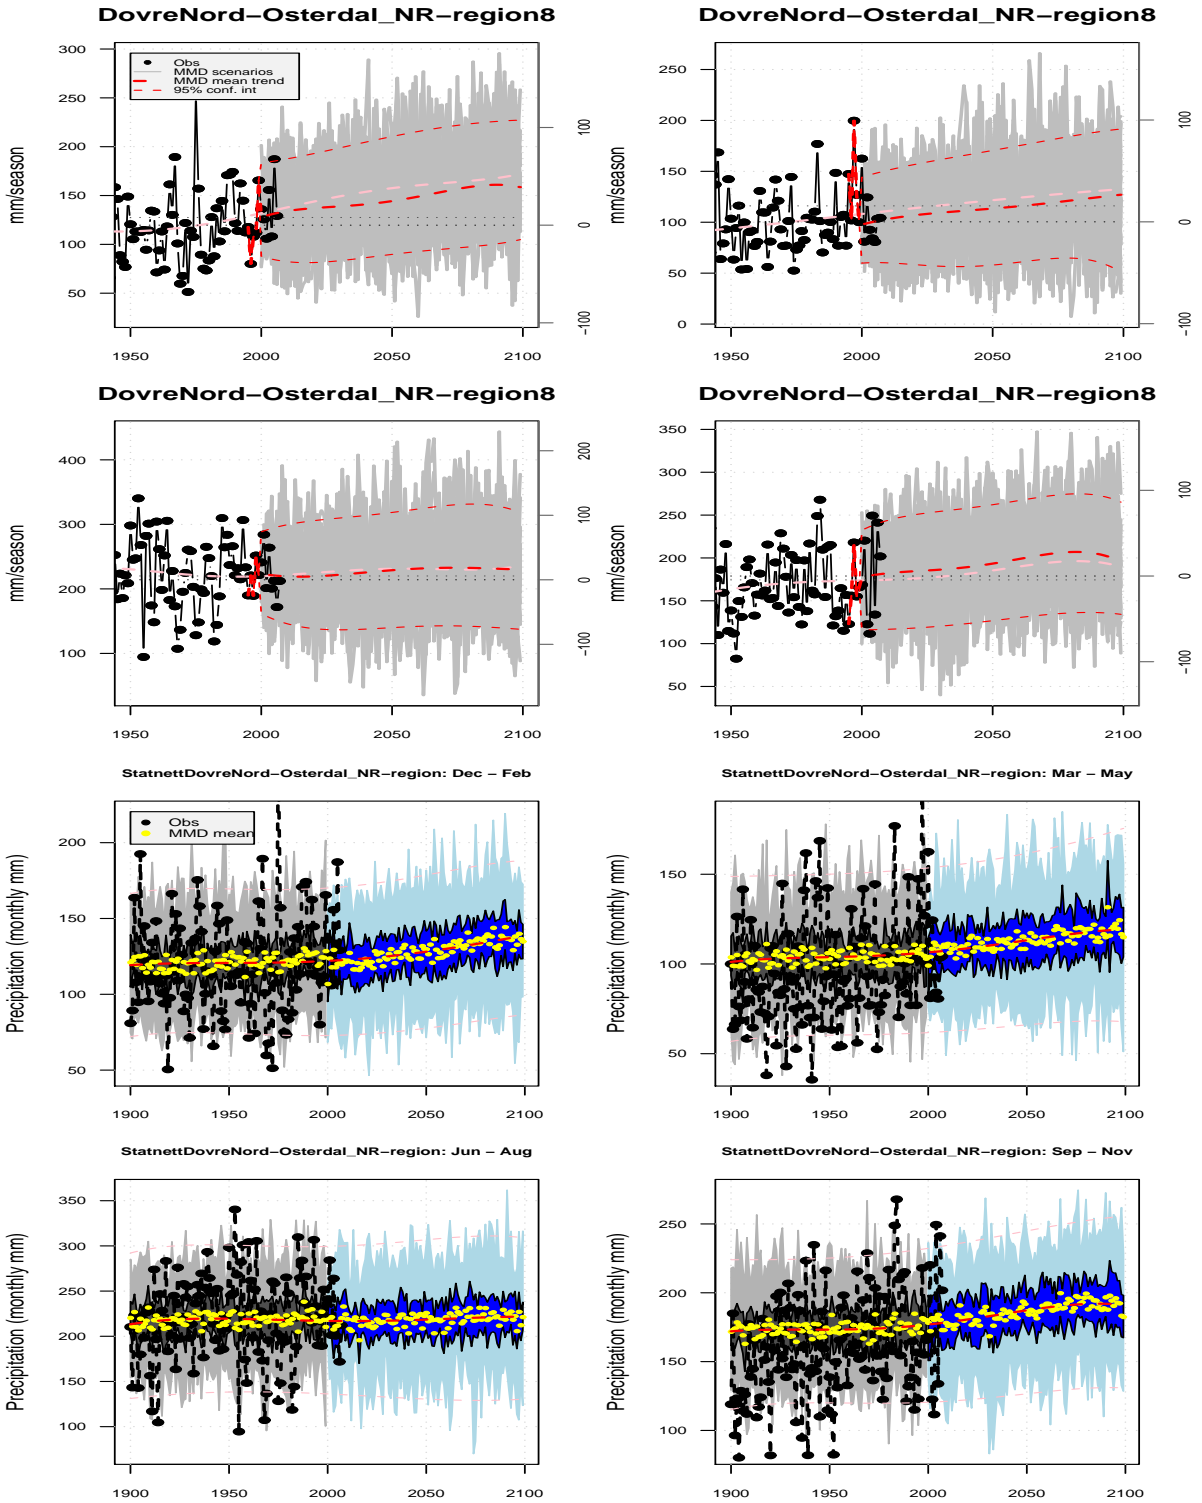 DovreNord−Osterdal_NR−region8
DovreNord−Osterdal_NR−region8
300
250
200
150
100
50
mm/season
Obs
MMD scenarios
MMD mean trend
95% conf. int
100
0
−100
1950 2000 2050 2100
250
200
150
100
50
0
mm/season
100
0
−100
1950 2000 2050 2100
DovreNord−Osterdal_NR−region8
DovreNord−Osterdal_NR−region8
400
300
200
100
mm/season
200
100
0
−100
1950 2000 2050 2100
350
300
250
200
150
100
50
mm/season
100
0
−100
1950 2000 2050 2100
StatnettDovreNord−Osterdal_NR−region: Dec − Feb
StatnettDovreNord−Osterdal_NR−region: Mar − May
200
150
100
50
Precipitation (monthly mm)
Obs
MMD mean
1900 1950 2000 2050 2100
150
100
50
Precipitation (monthly mm)
1900 1950 2000 2050 2100
StatnettDovreNord−Osterdal_NR−region: Jun − Aug
StatnettDovreNord−Osterdal_NR−region: Sep − Nov
350
300
250
200
150
100
Precipitation (monthly mm)
1900 1950 2000 2050 2100
250
200
150
100
Precipitation (monthly mm)
1900 1950 2000 2050 2100